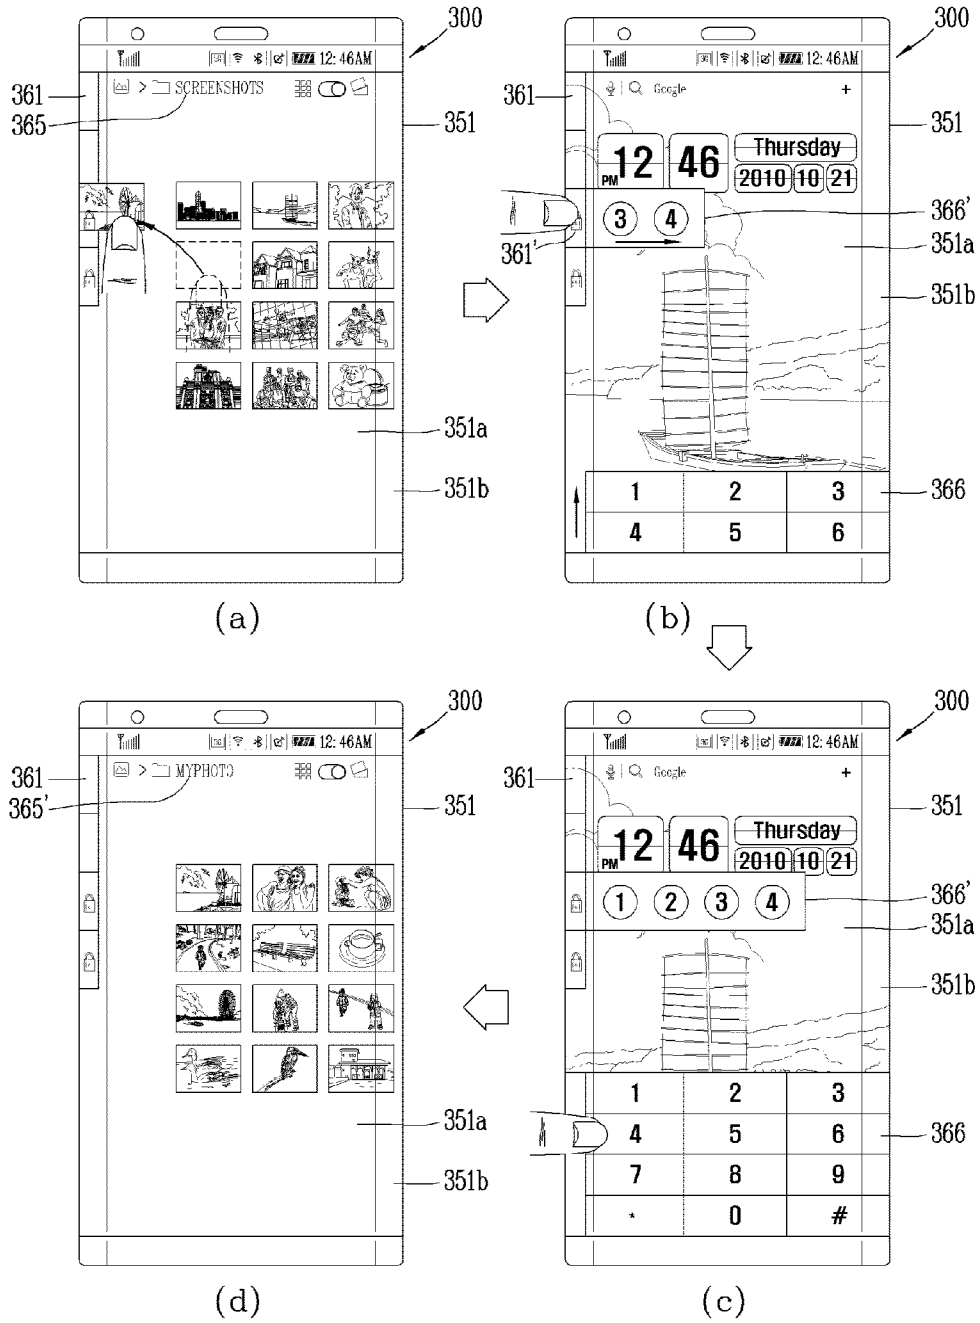 300
12:46AM
361
SCREENSHOTS
365
351
351a
351b
(a)
300
12:46AM
361
Google
+
351
12
46
PM
Thursday
2010 10 21
3 4
366'
361'
351a
351b
1 2 3
366
4 5 6
(b)
300
12:46AM
361
MYPHOTO
365'
351
351a
351b
(d)
300
12:46AM
361
Google
+
351
12
46
PM
Thursday
2010 10 21
1 2 3 4
366'
351a
351b
1 2 3
4 5 6
366
7 8 9
* 0 #
(c)